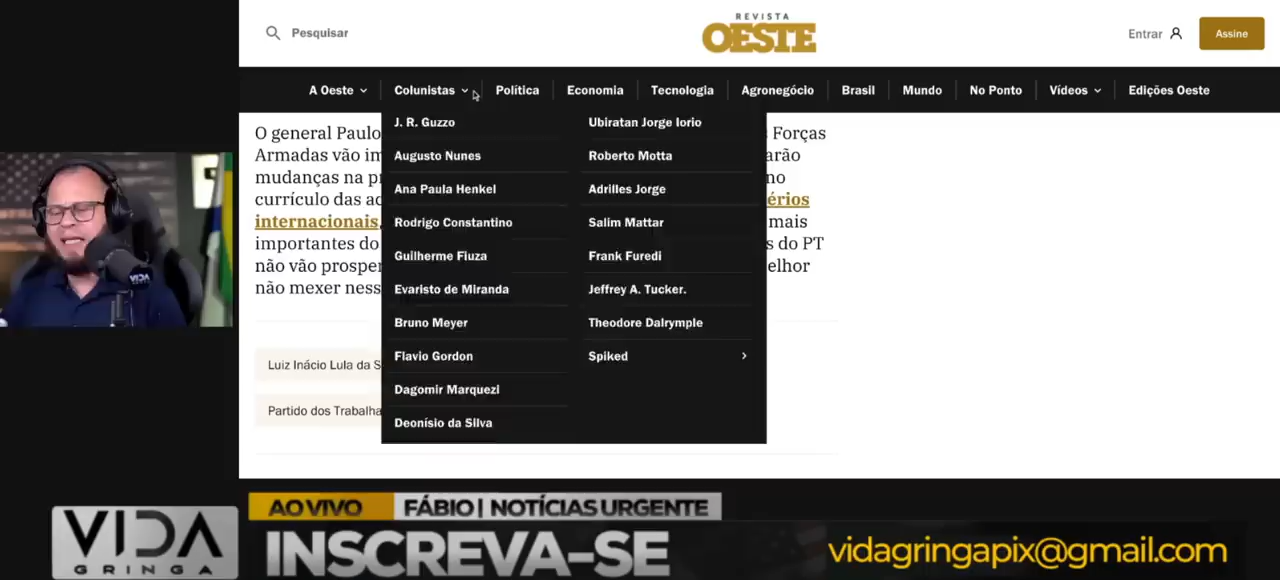 Pesquisar
REVISTA
OESTE
Entrar
Assine
A Oeste
Colunistas
Política
Economia
Tecnologia
Agronegócio
Brasil
Mundo
No Ponto
Vídeos
Edições Oeste
J. R. Guzzo
Augusto Nunes
Ana Paula Henkel
Rodrigo Constantino
Guilherme Fiuza
Evaristo de Miranda
Bruno Meyer
Flavio Gordon
Dagomir Marquezi
Deonísio da Silva
Ubiratan Jorge Iorio
Roberto Motta
Adrilles Jorge
Salim Mattar
Frank Furedi
Jeffrey A. Tucker.
Theodore Dalrymple
Spiked
O general Paulo Forças
Armadas vão im arão
mudanças na p no
currículo das ac érios
internacionais, mais
importantes do s do PT
não vão prosper elhor
não mexer ness
Luiz Inácio Lula da S
Partido dos Trabalha
VIDA
VIDA
GRINGA
AO VIVO
FÁBIO | NOTÍCIAS URGENTE
INSCREVA-SE
vidagringapix@gmail.com